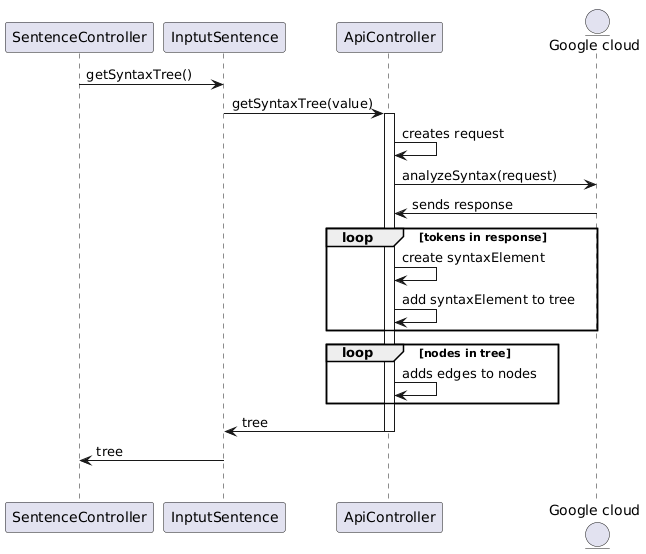 SentenceController
InptutSentence
ApiController
Google cloud
getSyntaxTree()
getSyntaxTree(value)
creates request
analyzeSyntax(request)
sends response
loop
[tokens in response]
create syntaxElement
add syntaxElement to tree
loop
[nodes in tree]
adds edges to nodes
tree
tree
SentenceController
InptutSentence
ApiController
Google cloud